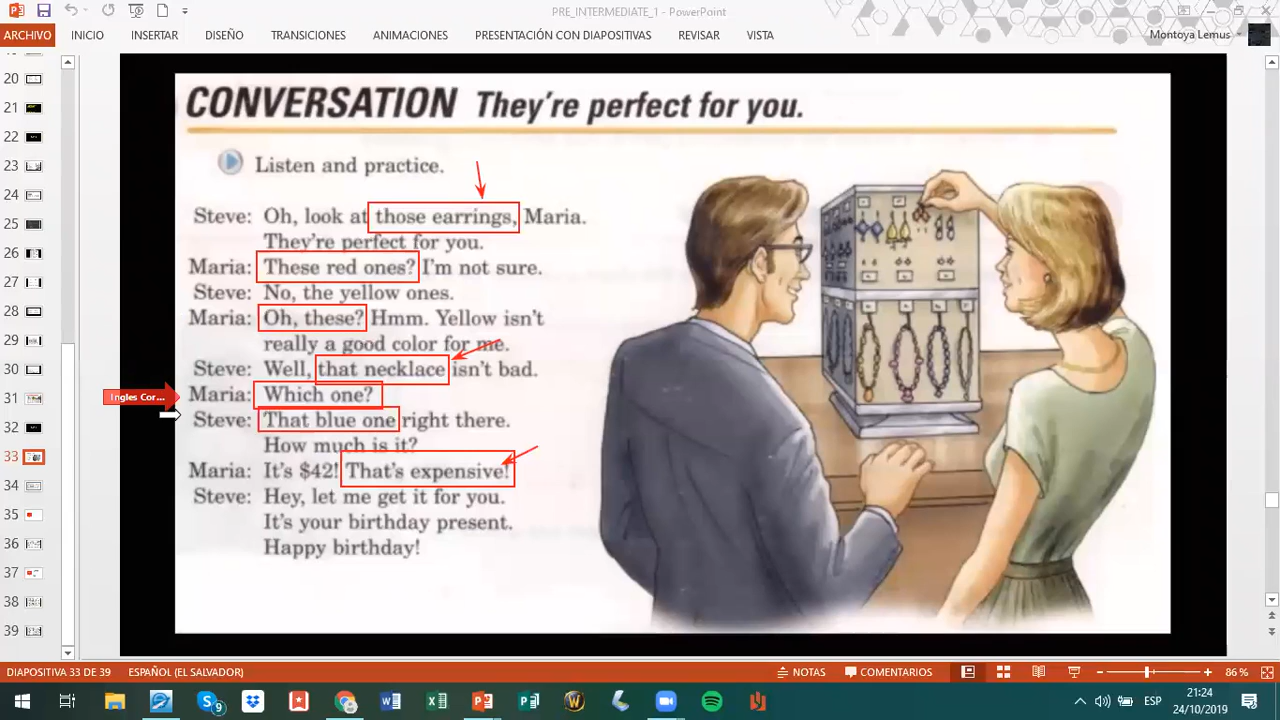 PRE_INTERMEDIATE_1 - PowerPoint
ARCHIVO INICIO INSERTAR DISEÑO TRANSICIONES ANIMACIONES PRESENTACIÓN CON DIAPOSITIVAS REVISAR VISTA Montoya Lemus
CONVERSATION They're perfect for you.
Listen and practice.
Steve: Oh, look at those earrings, Maria.
They're perfect for you.
Maria: These red ones? I'm not sure.
Steve: No, the yellow ones.
Maria: Oh, these? Hmm. Yellow isn't
really a good color for me.
Steve: Well, that necklace isn't bad.
Maria: Which one?
Steve: That blue one right there.
How much is it?
Maria: It's $42! That's expensive!
Steve: Hey, let me get it for you.
It's your birthday present.
Happy birthday!
Ingles Cor...
20
21
22
23
24
25
26
27
28
29
30
31
32
33
34
35
36
37
38
39
DIAPOSITIVA 33 DE 39 ESPAÑOL (EL SALVADOR) NOTAS COMENTARIOS 86 %
9 ESP 21:24
24/10/2019